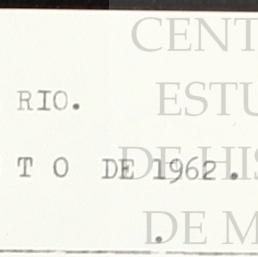 CENT
RIO.
ESTU
T O DE 1962.
DE HIS
DE M